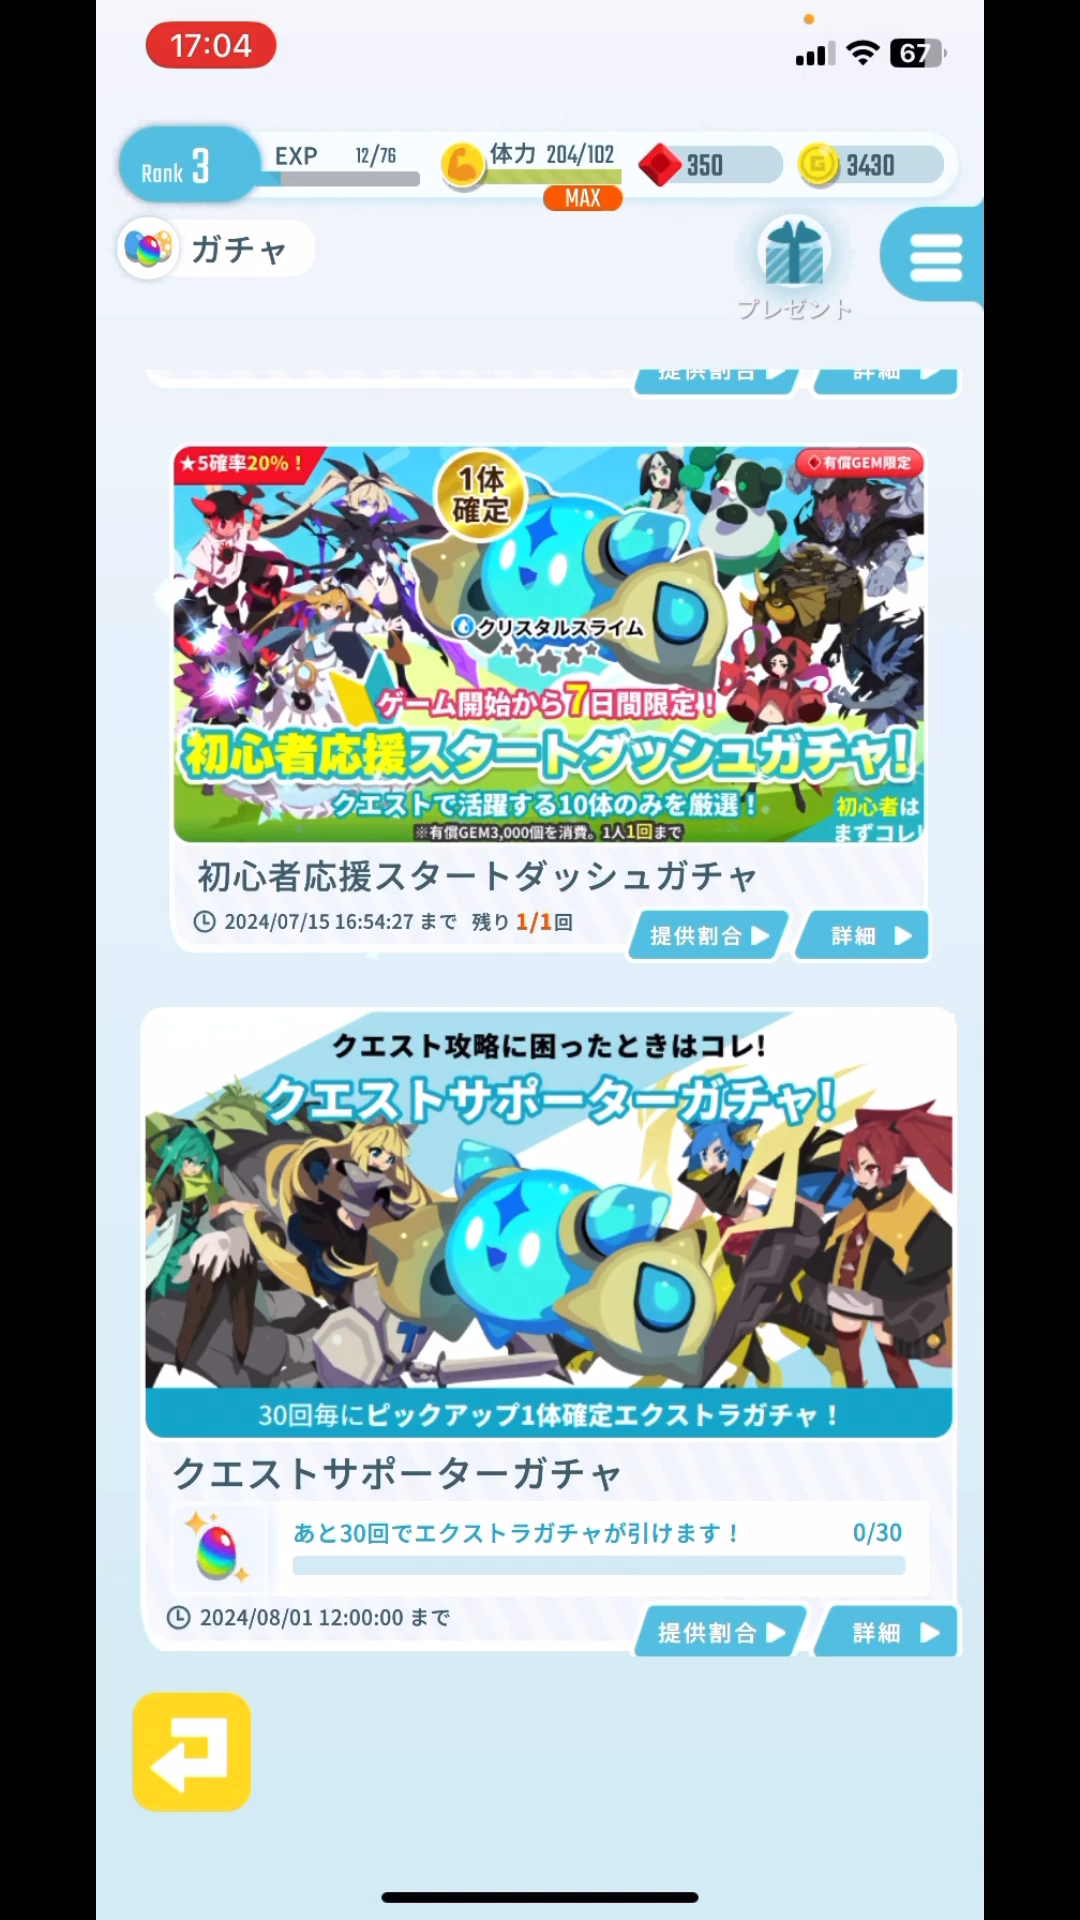 17:04
67
Rank 3
EXP 12/76
体力 204/102
MAX
350
3430
ガチャ
プレゼント
提供割合
詳細
★5確率20%！
1体
確定
有償GEM限定
クリスタルスライム
ゲーム開始から7日間限定！
初心者応援スタートダッシュガチャ!
クエストで活躍する10体のみを厳選！
初心者は
まずコレ!
※有償GEM3,000個を消費。1人1回まで
初心者応援スタートダッシュガチャ
2024/07/15 16:54:27 まで 残り 1/1回
提供割合
詳細
クエスト攻略に困ったときはコレ!
クエストサポーターガチャ!
30回毎にピックアップ1体確定エクストラガチャ！
クエストサポーターガチャ
あと30回でエクストラガチャが引けます！ 0/30
2024/08/01 12:00:00 まで
提供割合
詳細